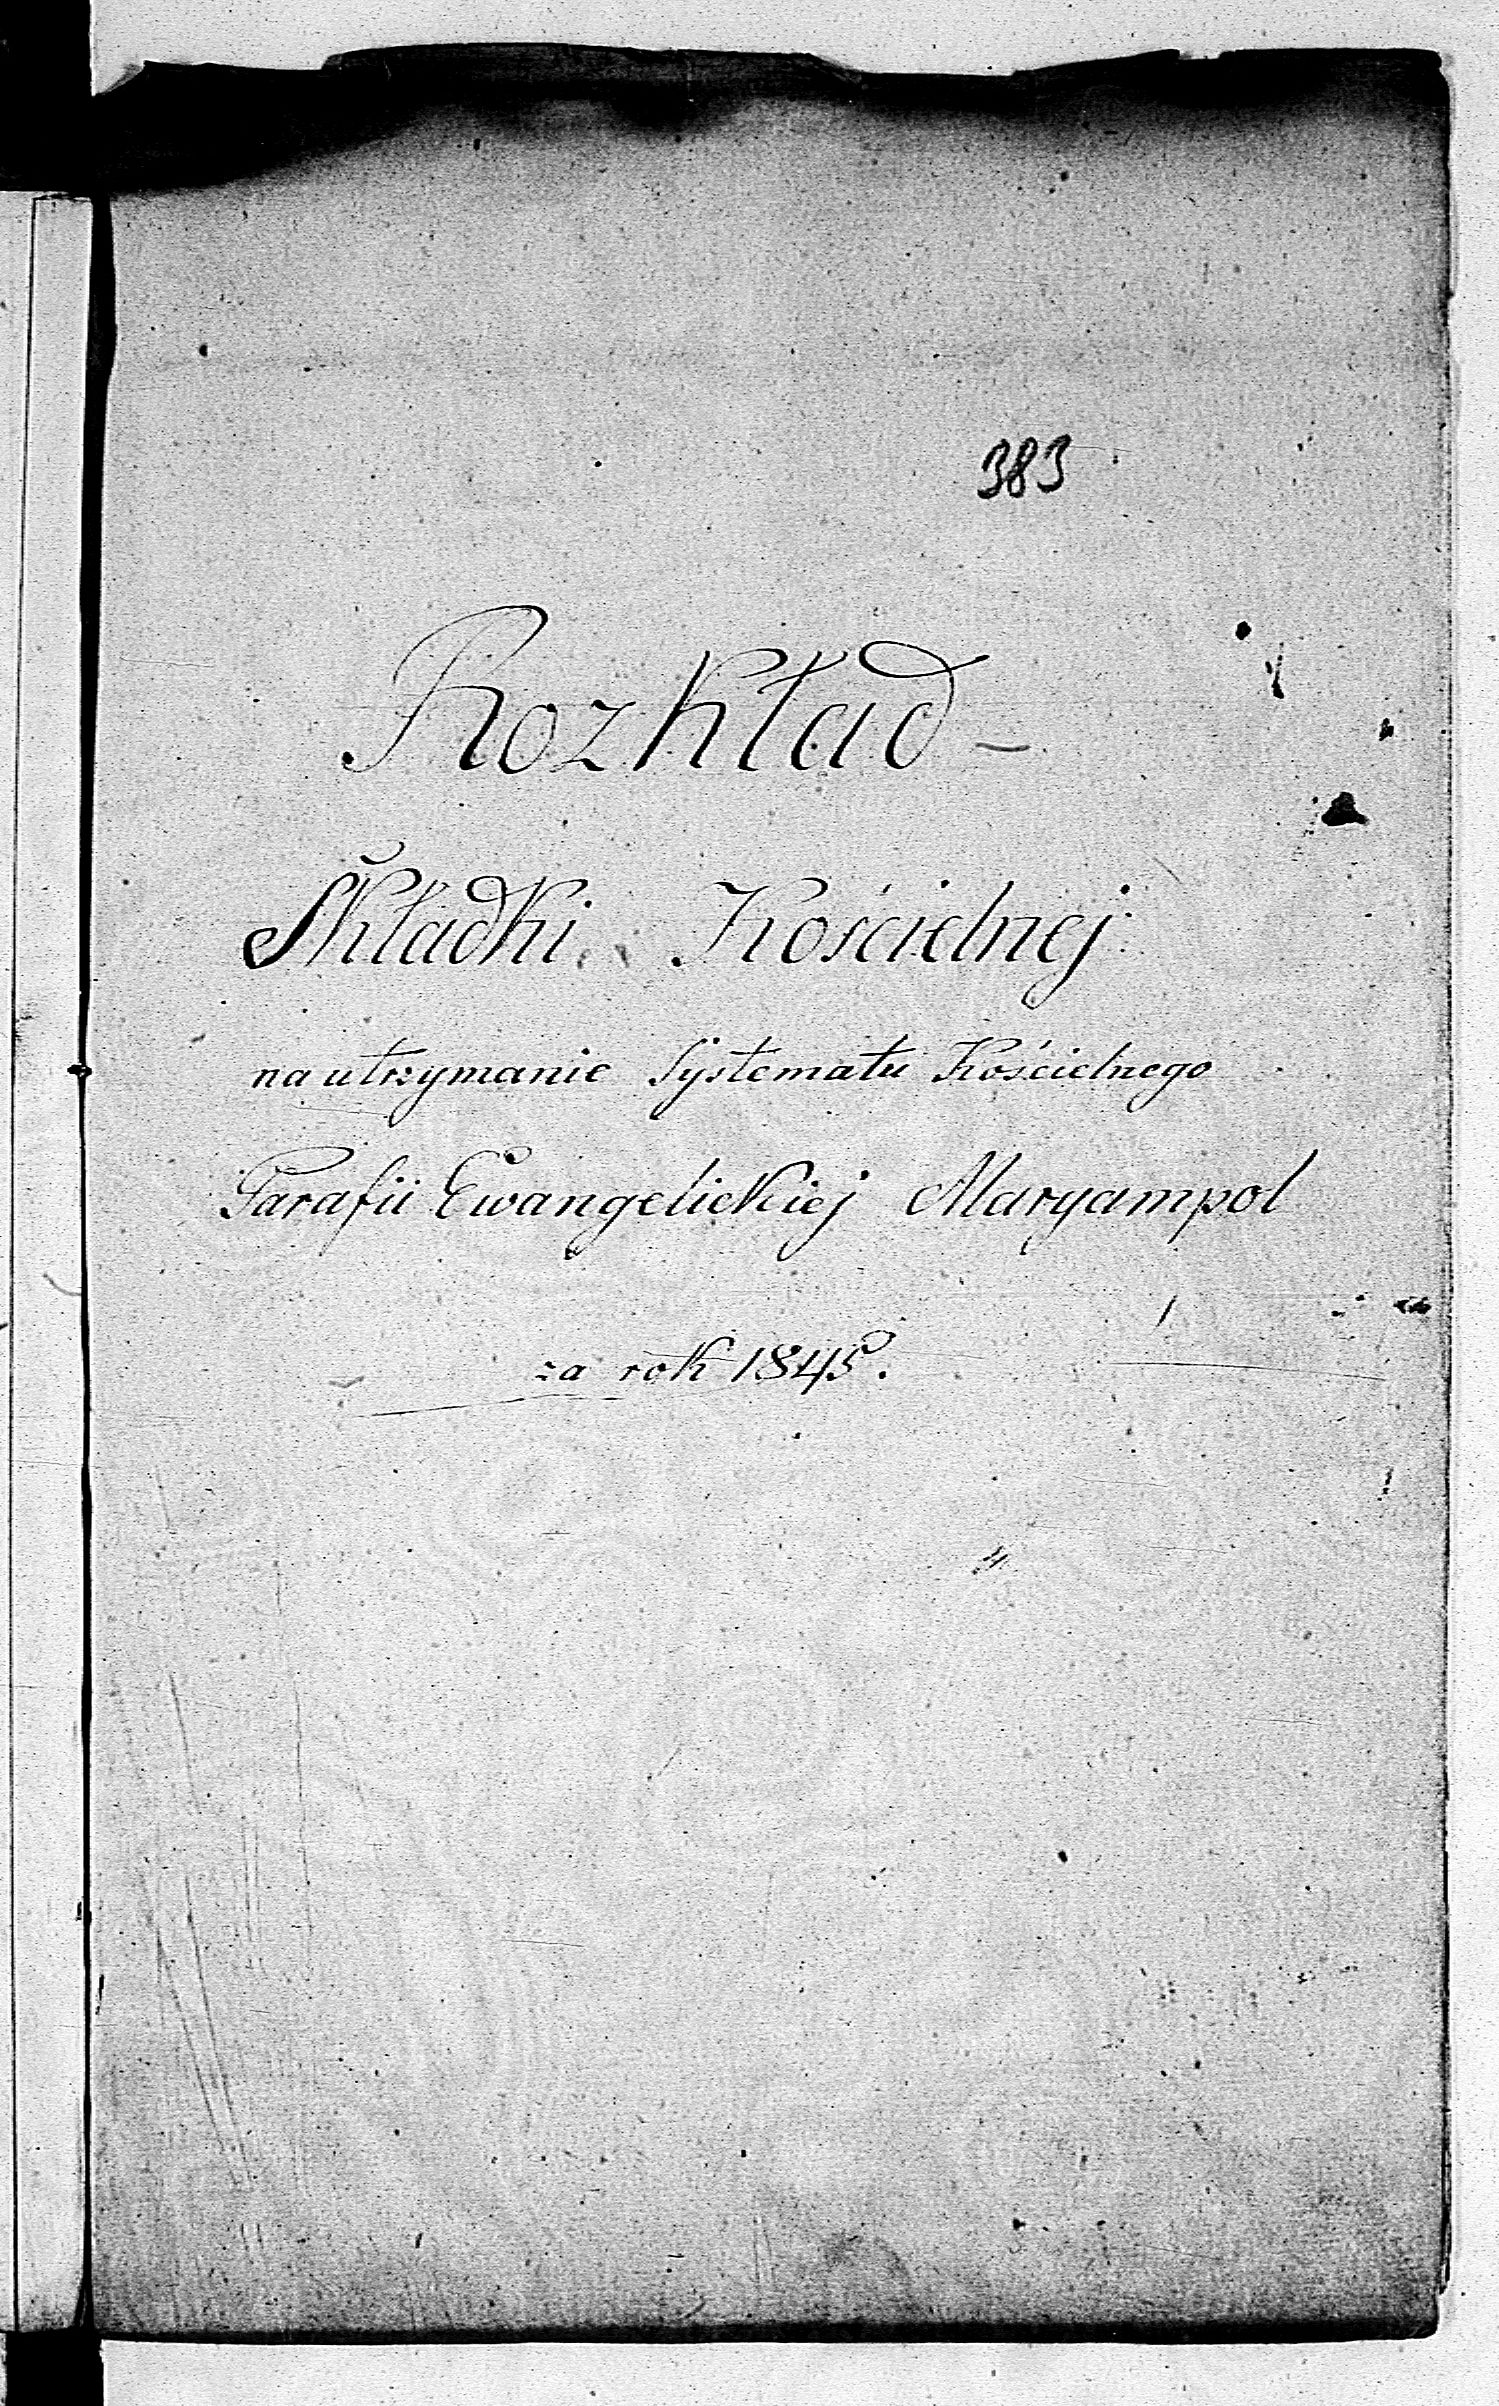 383
Rozkład
Składki Kościelnej
na utrzymanie Systematu Kościelnego
Parafii Ewangelickiej Maryampol
za rok 1845.